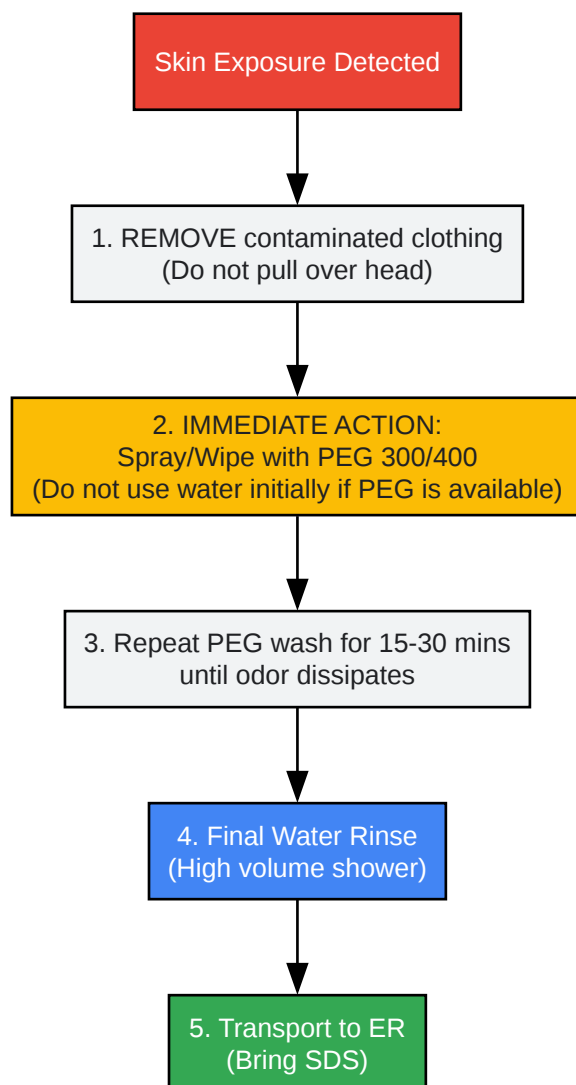 Skin Exposure Detected
1. REMOVE contaminated clothing
(Do not pull over head)
2. IMMEDIATE ACTION:
Spray/Wipe with PEG 300/400
(Do not use water initially if PEG is available)
3. Repeat PEG wash for 15-30 mins
until odor dissipates
4. Final Water Rinse
(High volume shower)
5. Transport to ER
(Bring SDS)